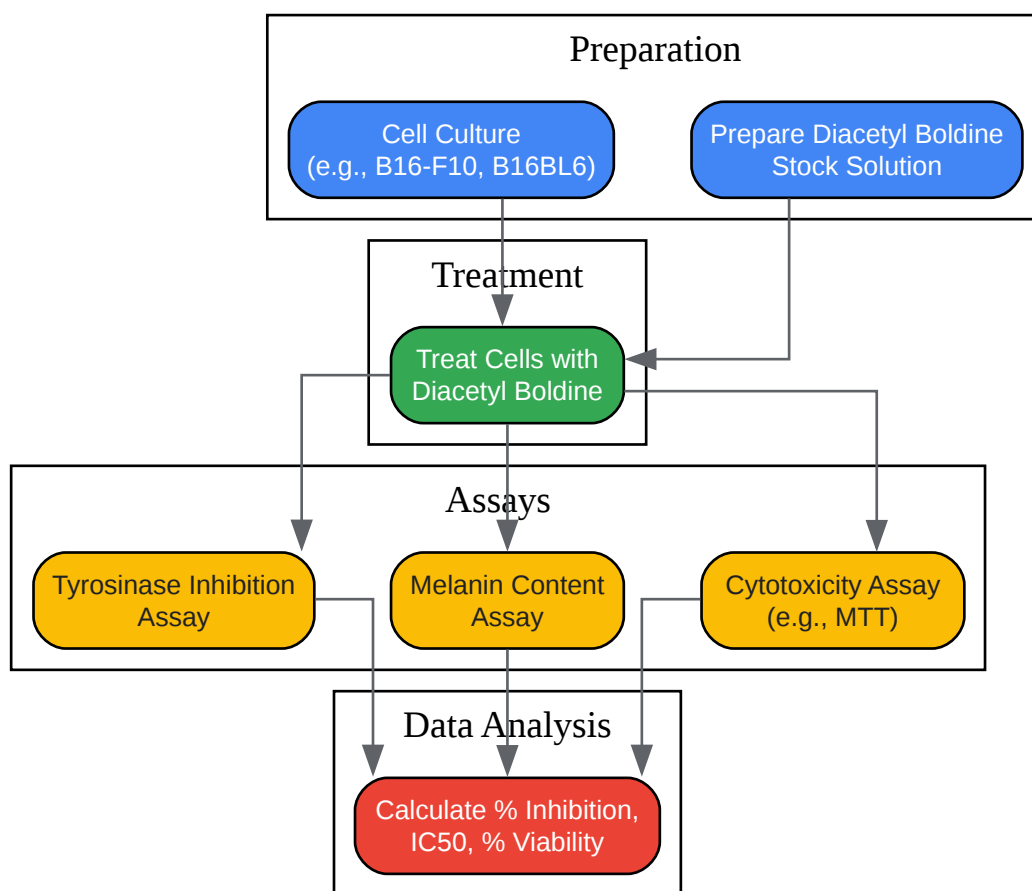 Preparation
Cell Culture
(e.g., B16-F10, B16BL6)
Prepare Diacetyl Boldine
Stock Solution
Treatment
Treat Cells with
Diacetyl Boldine
Assays
Tyrosinase Inhibition
Assay
Melanin Content
Assay
Cytotoxicity Assay
(e.g., MTT)
Data Analysis
Calculate % Inhibition,
IC50, % Viability